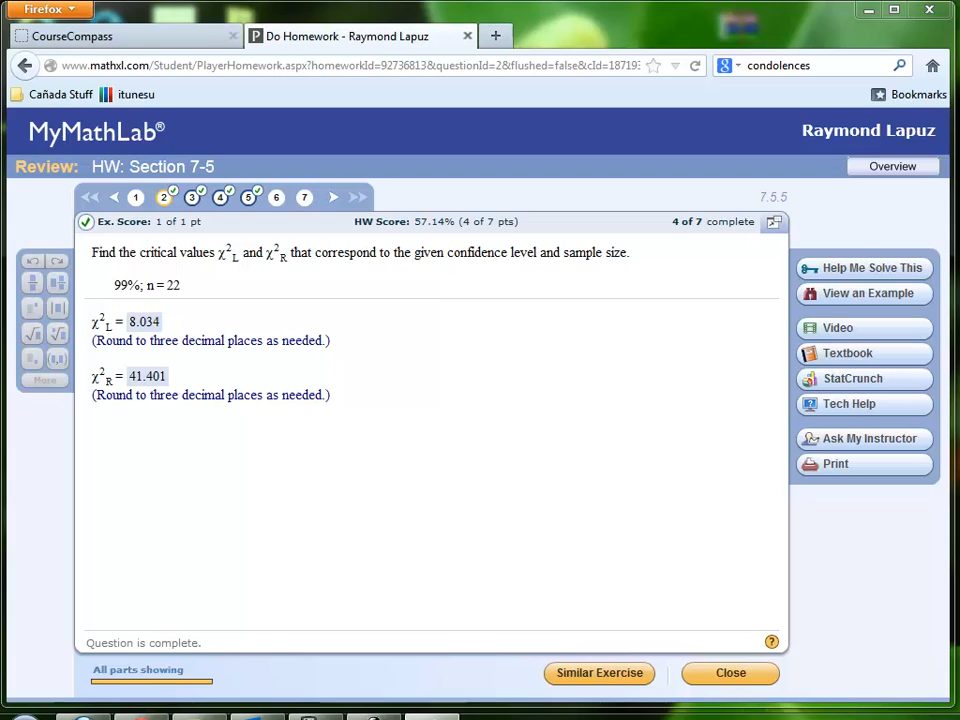 Firefox
CourseCompass
Do Homework - Raymond Lapuz
www.mathxl.com/Student/PlayerHomework.aspx?homeworkId=92736813&questionId=2&flushed=false&cId=18719
condolences
Cañada Stuff
itunesu
Bookmarks
MyMathLab®
Raymond Lapuz
Review: HW: Section 7-5
Overview
1 2 3 4 5 6 7
7.5.5
Ex. Score: 1 of 1 pt
HW Score: 57.14% (4 of 7 pts)
4 of 7 complete
Find the critical values χ²L and χ²R that correspond to the given confidence level and sample size.
99%; n = 22
χ²L = 8.034
(Round to three decimal places as needed.)
χ²R = 41.401
(Round to three decimal places as needed.)
More
Help Me Solve This
View an Example
Video
Textbook
StatCrunch
Tech Help
Ask My Instructor
Print
Question is complete.
?
All parts showing
Similar Exercise
Close